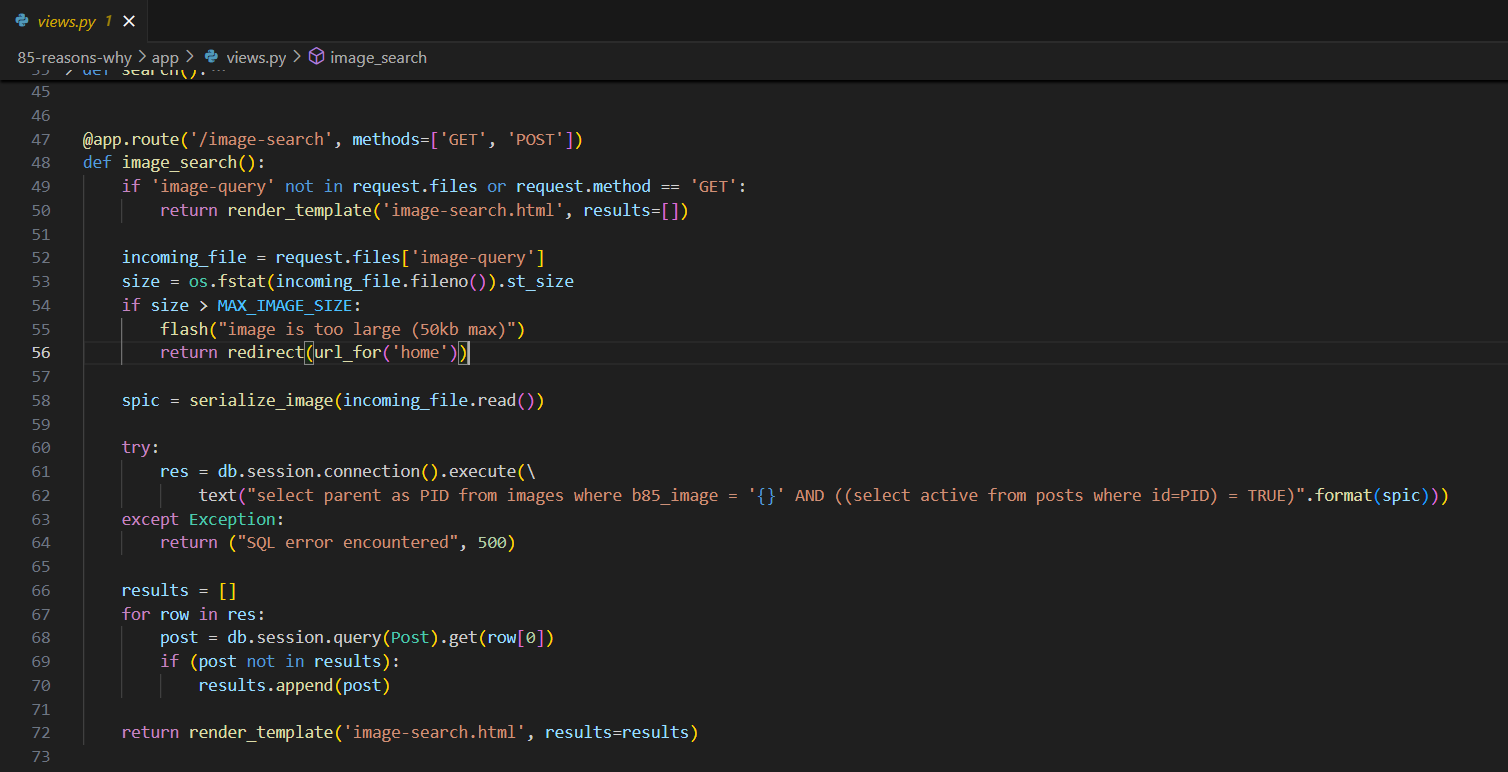 views.py 1 ×
85-reasons-why > app > views.py > image_search
35 > def search(): ...
45
46
47 @app.route('/image-search', methods=['GET', 'POST'])
48 def image_search():
49     if 'image-query' not in request.files or request.method == 'GET':
50         return render_template('image-search.html', results=[])
51
52     incoming_file = request.files['image-query']
53     size = os.fstat(incoming_file.fileno()).st_size
54     if size > MAX_IMAGE_SIZE:
55         flash("image is too large (50kb max)")
56         return redirect(url_for('home'))
57
58     spic = serialize_image(incoming_file.read())
59
60     try:
61         res = db.session.connection().execute(\
62             text("select parent as PID from images where b85_image = '{}' AND ((select active from posts where id=PID) = TRUE)".format(spic)))
63     except Exception:
64         return ("SQL error encountered", 500)
65
66     results = []
67     for row in res:
68         post = db.session.query(Post).get(row[0])
69         if (post not in results):
70             results.append(post)
71
72     return render_template('image-search.html', results=results)
73